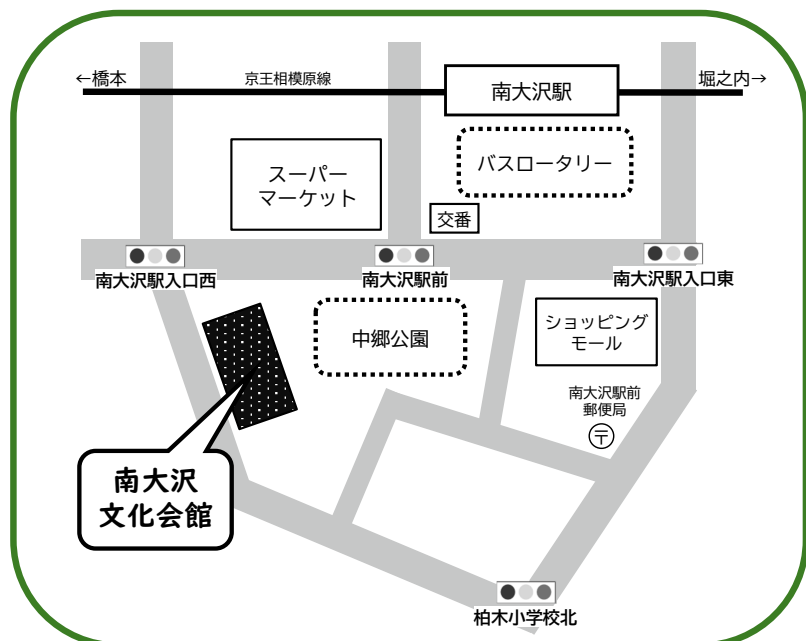 ←橋本
京王相模原線
南大沢駅
堀之内→
バスロータリー
スーパー
マーケット
交番
南大沢駅入口西
南大沢駅前
南大沢駅入口東
中郷公園
ショッピング
モール
南大沢駅前
郵便局
〒
南大沢
文化会館
柏木小学校北